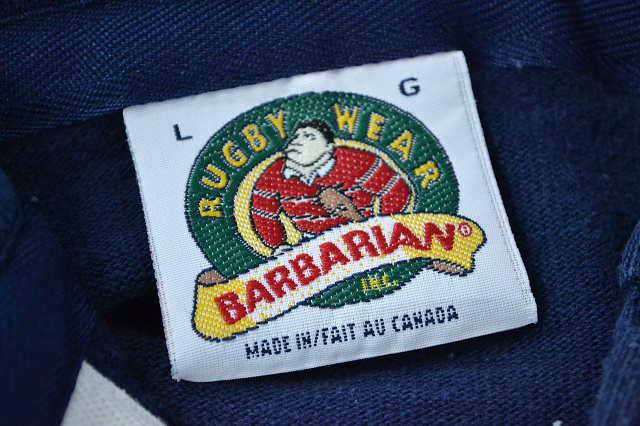 L G
RUGBY WEAR
BARBARIAN®
INC.
MADE IN/FAIT AU CANADA